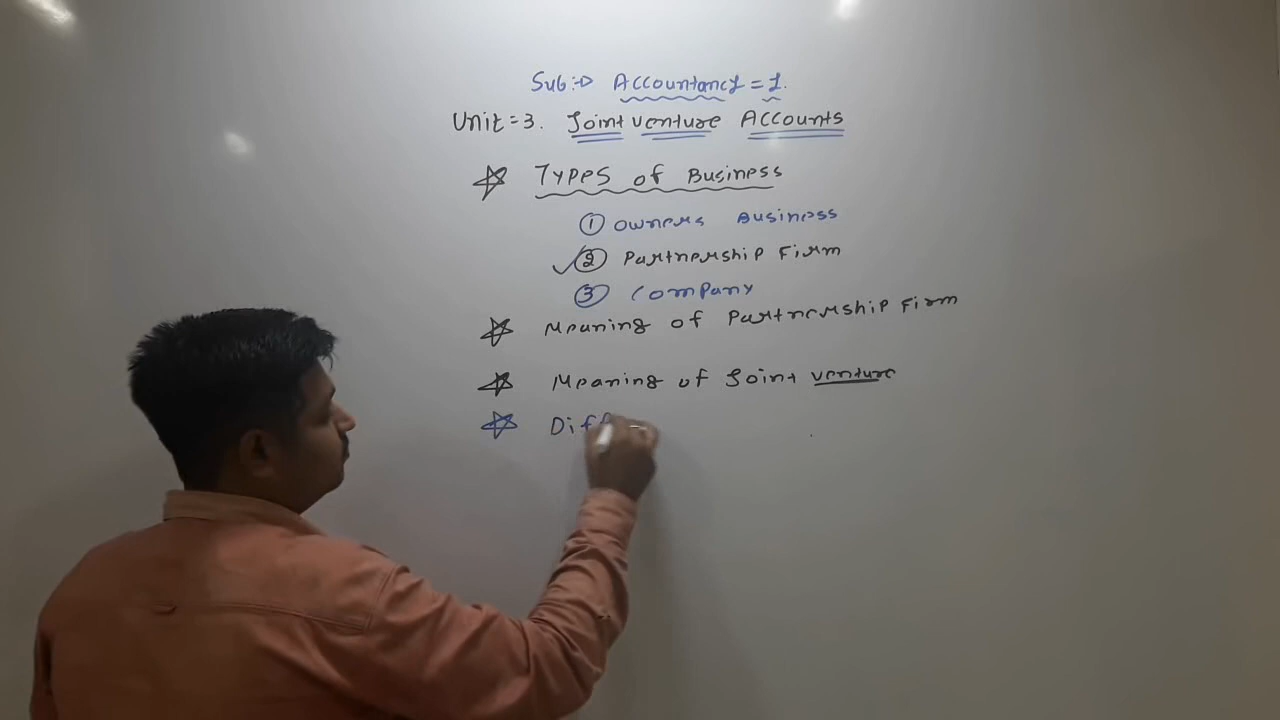 Sub:→ Accountancy = 1.
Unit = 3. Joint venture Accounts
Types of Business
① Owners Business
✓② Partnership Firm
③ Company
Meaning of Partnership Firm
Meaning of Joint venture
Diff